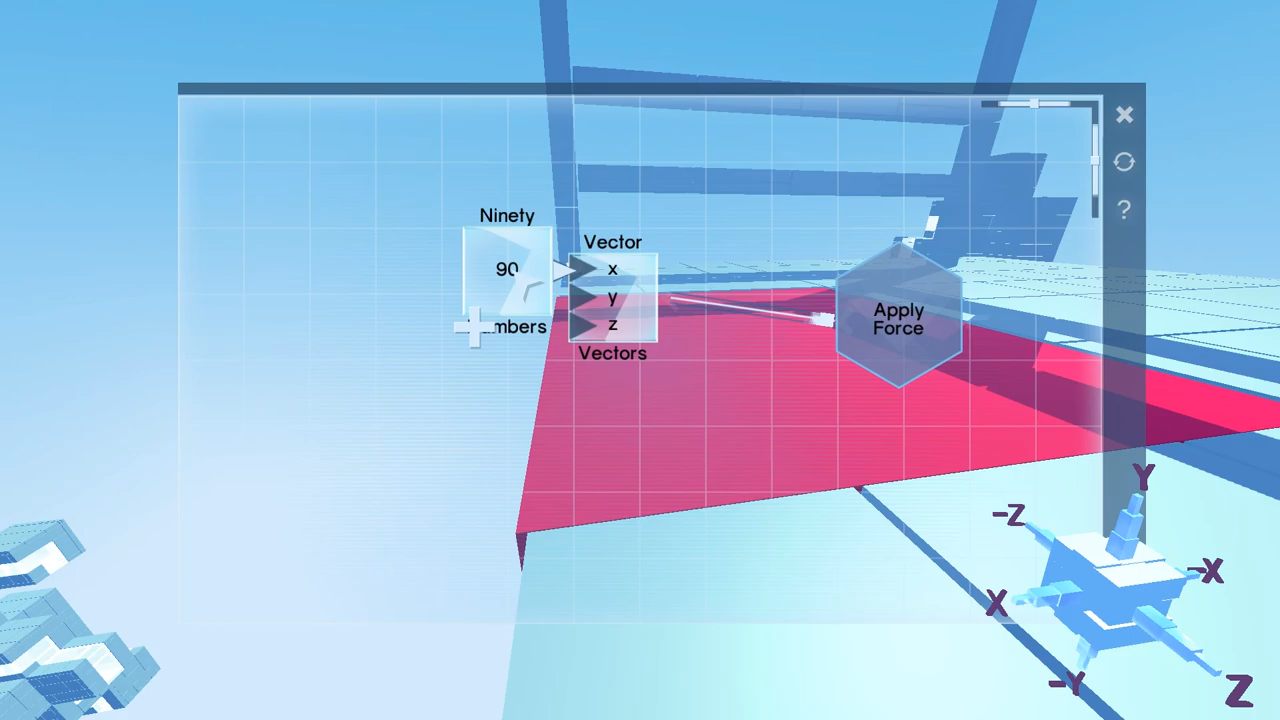 Ninety
90
Vector
x
y
z
Vectors
Apply
Force
?
Y
-Z
-X
X
-Y
Z